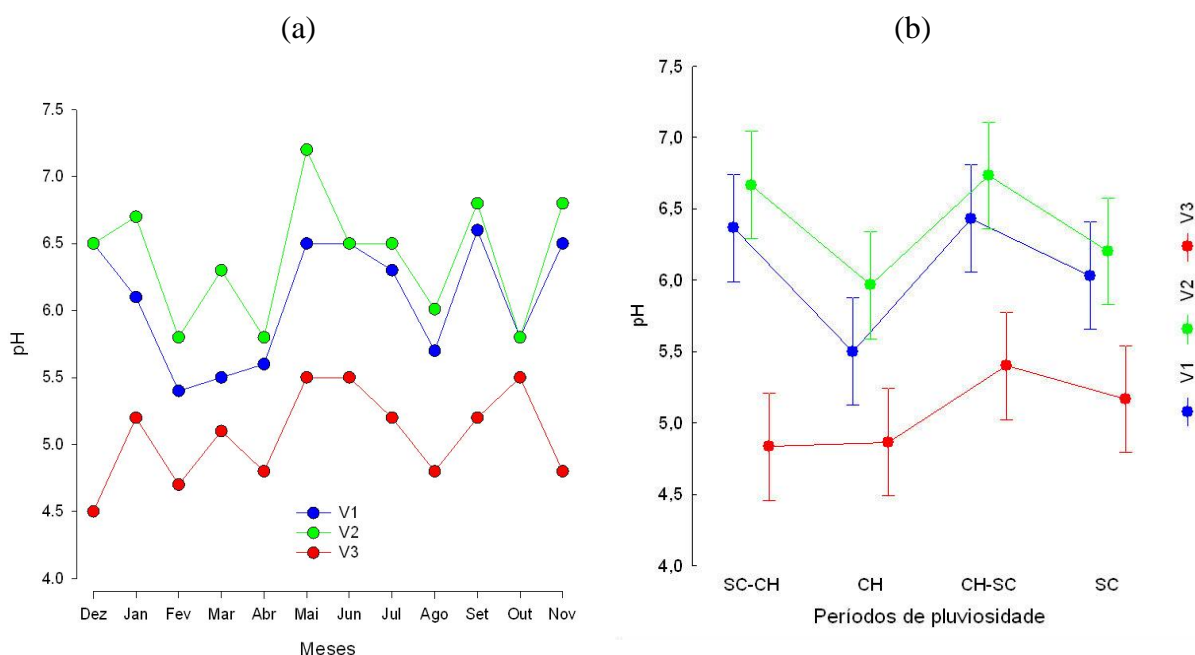 (a)
(b)
7.5
7.0
6.5
6.0
5.5
5.0
4.5
4.0
pH
Dez Jan Fev Mar Abr Mai Jun Jul Ago Set Out Nov
Meses
V1
V2
V3
7,5
7,0
6,5
6,0
5,5
5,0
4,5
4,0
pH
SC-CH CH CH-SC SC
Períodos de pluviosidade
V1 V2 V3